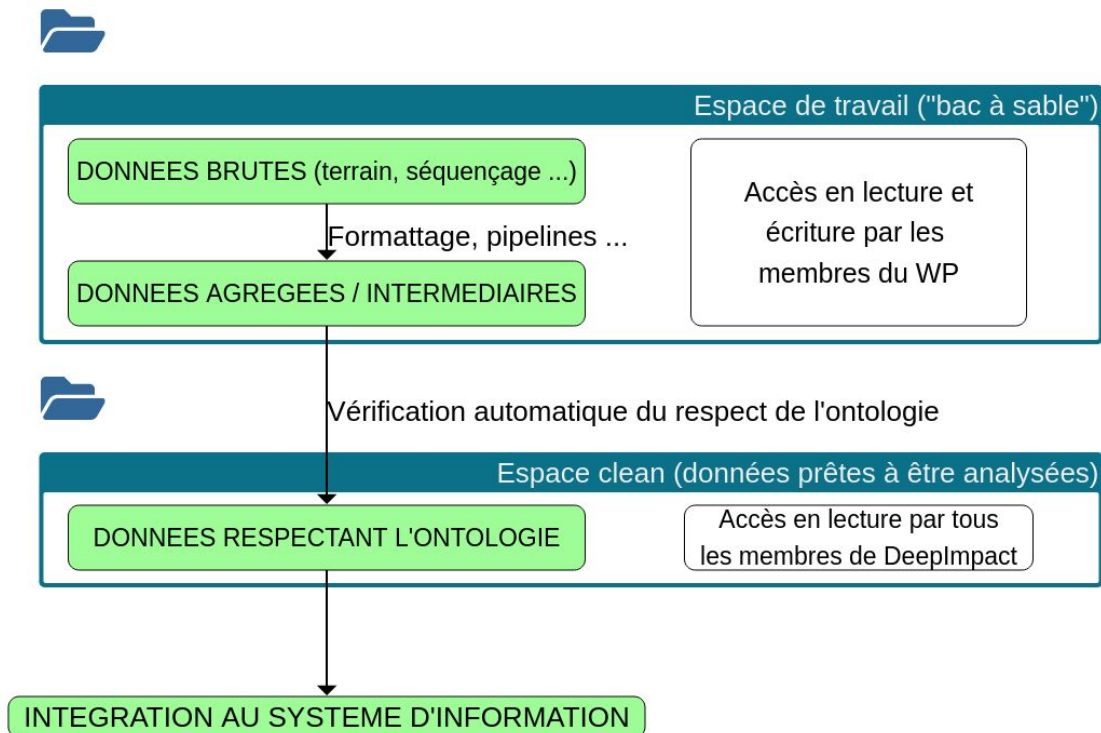 Espace de travail ("bac à sable")
DONNEES BRUTES (terrain, séquençage ...)
Formattage, pipelines ...
DONNEES AGREGEES / INTERMEDIAIRES
Accès en lecture et
écriture par les
membres du WP
Vérification automatique du respect de l'ontologie
Espace clean (données prêtes à être analysées)
DONNEES RESPECTANT L'ONTOLOGIE
Accès en lecture par tous
les membres de DeepImpact
INTEGRATION AU SYSTEME D'INFORMATION